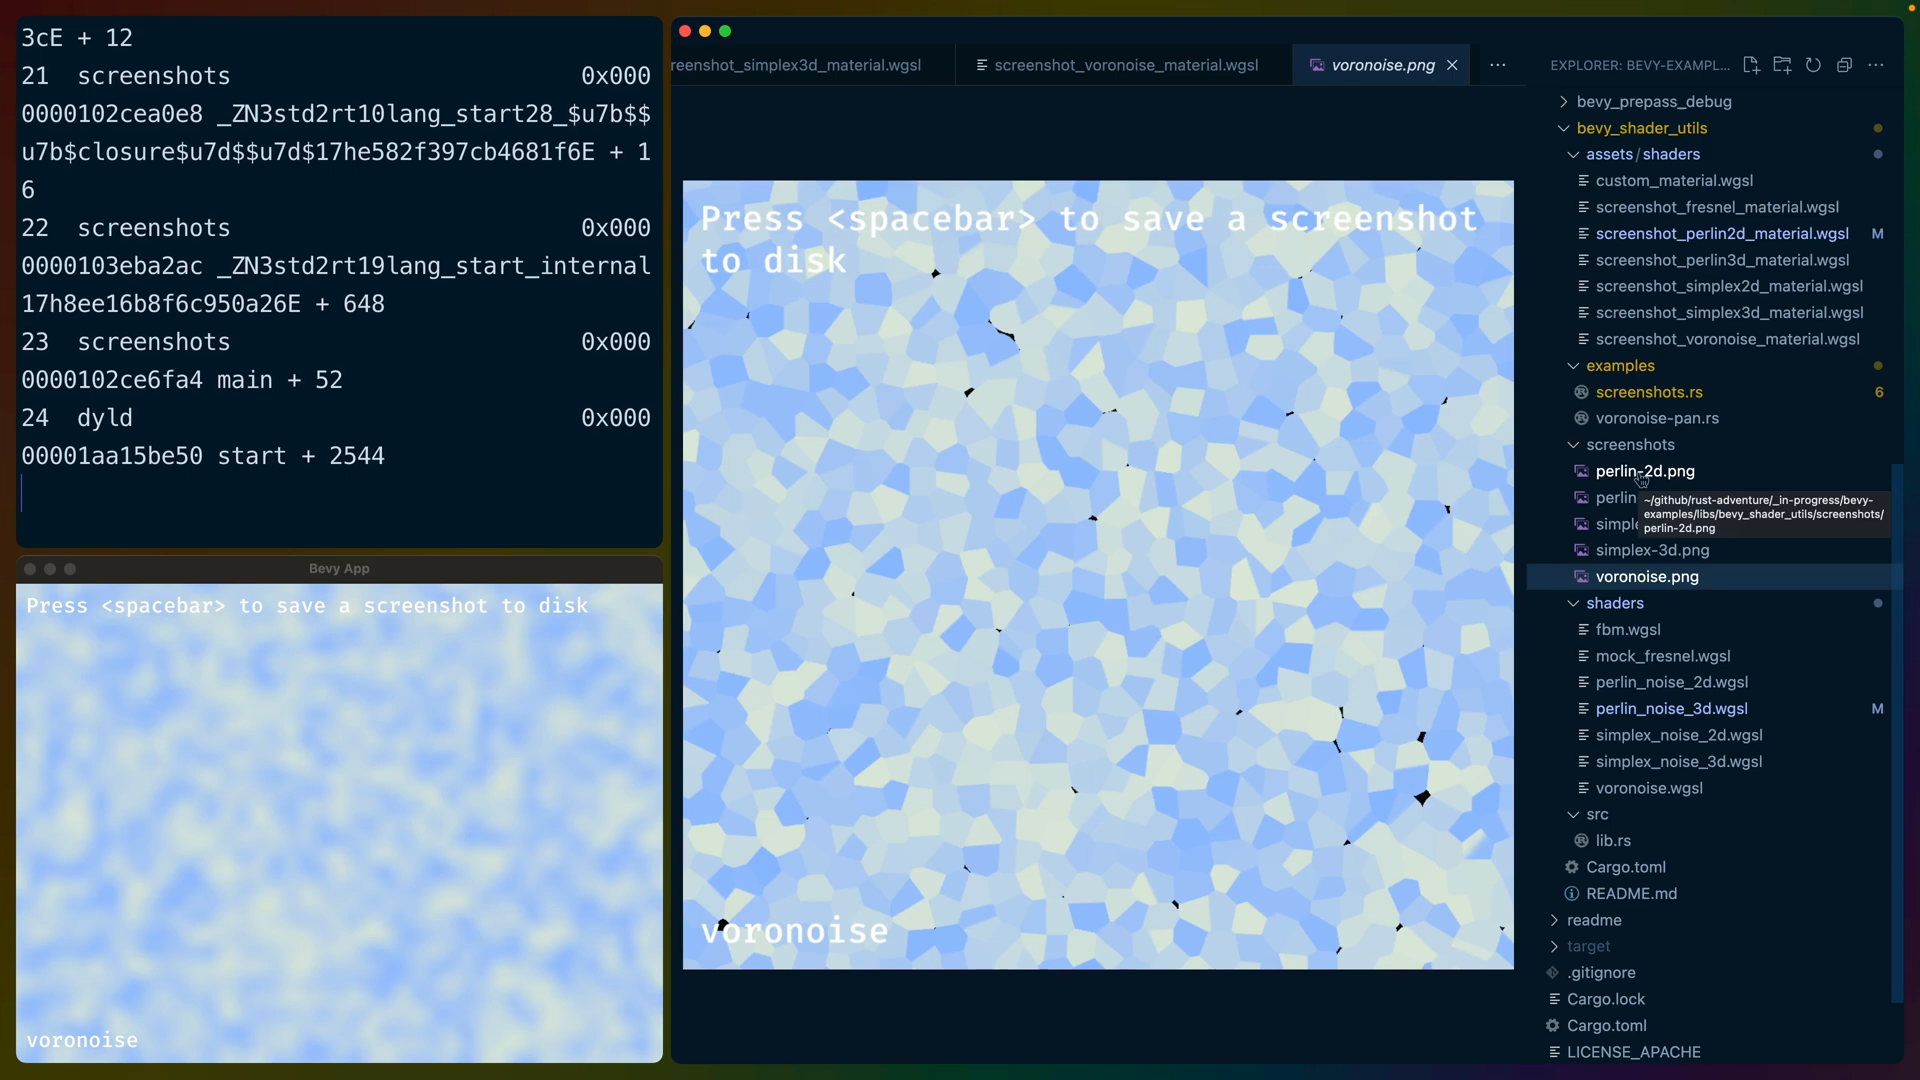 3cE + 12
21  screenshots 0x000
0000102cea0e8 _ZN3std2rt10lang_start28_$u7b$$
u7b$closure$u7d$$u7d$17he582f397cb4681f6E + 1
6
22  screenshots 0x000
0000103eba2ac _ZN3std2rt19lang_start_internal
17h8ee16b8f6c950a26E + 648
23  screenshots 0x000
0000102ce6fa4 main + 52
24  dyld 0x000
00001aa15be50 start + 2544
Bevy App
Press <spacebar> to save a screenshot to disk
voronoise
reenshot_simplex3d_material.wgsl
screenshot_voronoise_material.wgsl
voronoise.png
Press <spacebar> to save a screenshot
to disk
voronoise
EXPLORER: BEVY-EXAMPL...
bevy_prepass_debug
bevy_shader_utils
assets/shaders
custom_material.wgsl
screenshot_fresnel_material.wgsl
screenshot_perlin2d_material.wgsl M
screenshot_perlin3d_material.wgsl
screenshot_simplex2d_material.wgsl
screenshot_simplex3d_material.wgsl
screenshot_voronoise_material.wgsl
examples
screenshots.rs 6
voronoise-pan.rs
screenshots
perlin-2d.png
perlin
~/github/rust-adventure/_in-progress/bevy-
examples/libs/bevy_shader_utils/screenshots/
perlin-2d.png
simple
simplex-3d.png
voronoise.png
shaders
fbm.wgsl
mock_fresnel.wgsl
perlin_noise_2d.wgsl
perlin_noise_3d.wgsl M
simplex_noise_2d.wgsl
simplex_noise_3d.wgsl
voronoise.wgsl
src
lib.rs
Cargo.toml
README.md
readme
target
.gitignore
Cargo.lock
Cargo.toml
LICENSE_APACHE